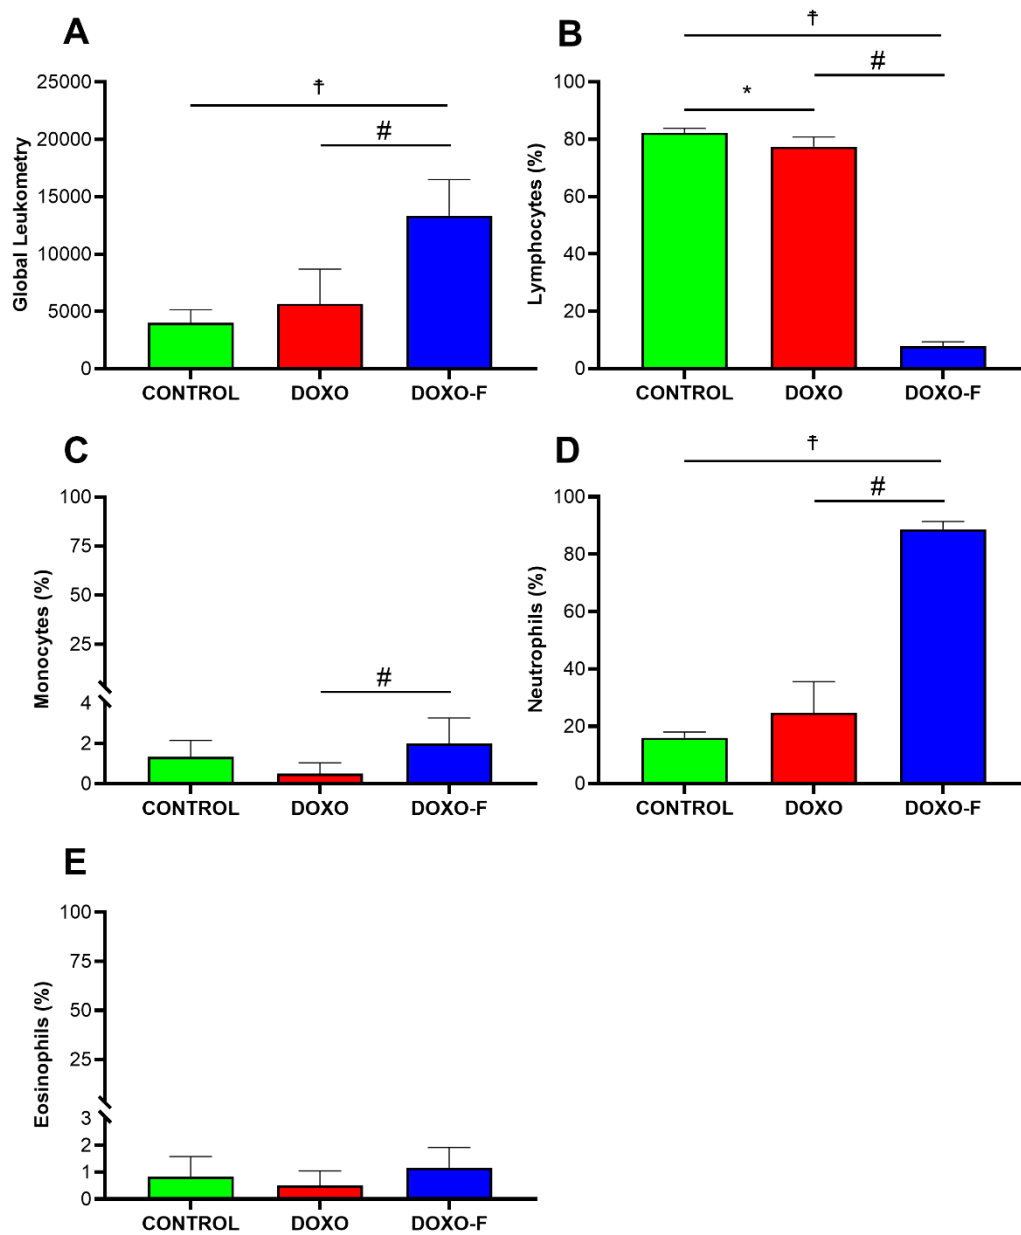 A
Global Leukometry
25000
20000
15000
10000
5000
0
☨
#
CONTROL DOXO DOXO-F
B
Lymphocytes (%)
100
80
60
40
20
0
☨
#
*
CONTROL DOXO DOXO-F
C
Monocytes (%)
100
75
50
25
4
2
0
#
CONTROL DOXO DOXO-F
D
Neutrophils (%)
100
80
60
40
20
0
☨
#
CONTROL DOXO DOXO-F
E
Eosinophils (%)
100
75
50
25
3
2
1
0
CONTROL DOXO DOXO-F